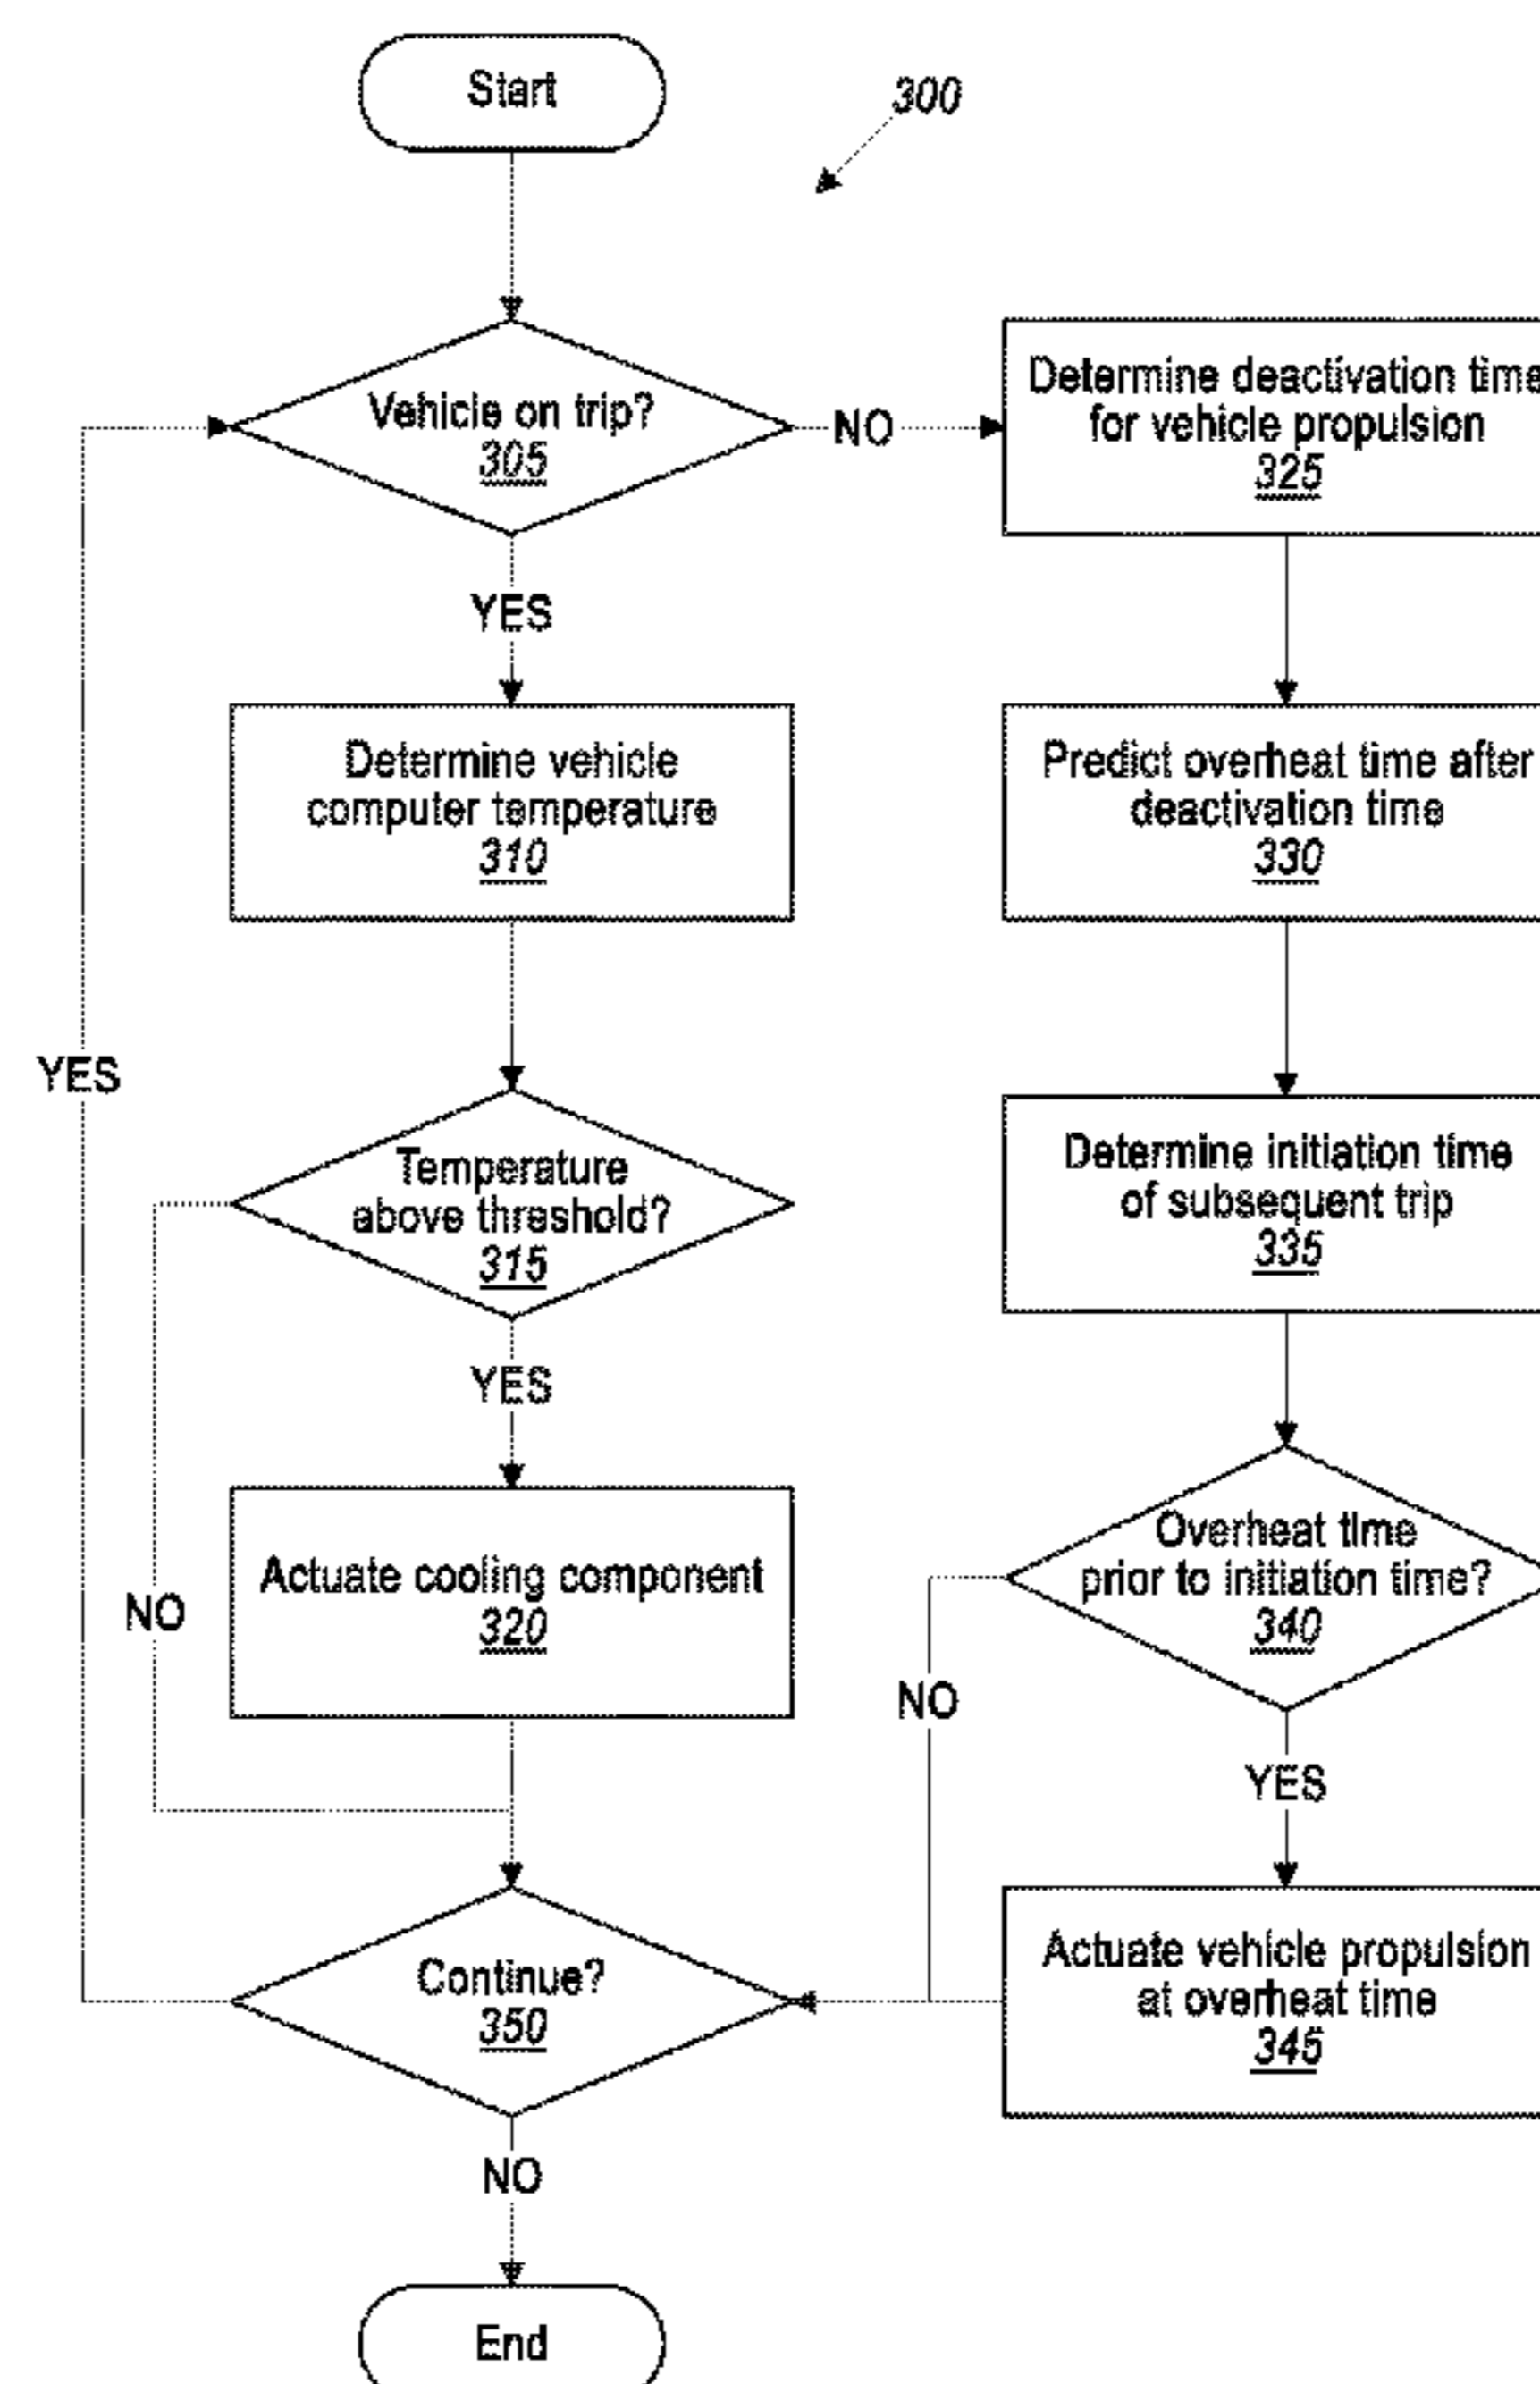 Start
300
Vehicle on trip?
305
NO
Determine deactivation time
for vehicle propulsion
325
YES
Determine vehicle
computer temperature
310
Predict overheat time after
deactivation time
330
YES
Temperature
above threshold?
315
Determine initiation time
of subsequent trip
335
YES
Actuate cooling component
320
NO
Overheat time
prior to initiation time?
340
NO
YES
Continue?
350
Actuate vehicle propulsion
at overheat time
345
NO
End